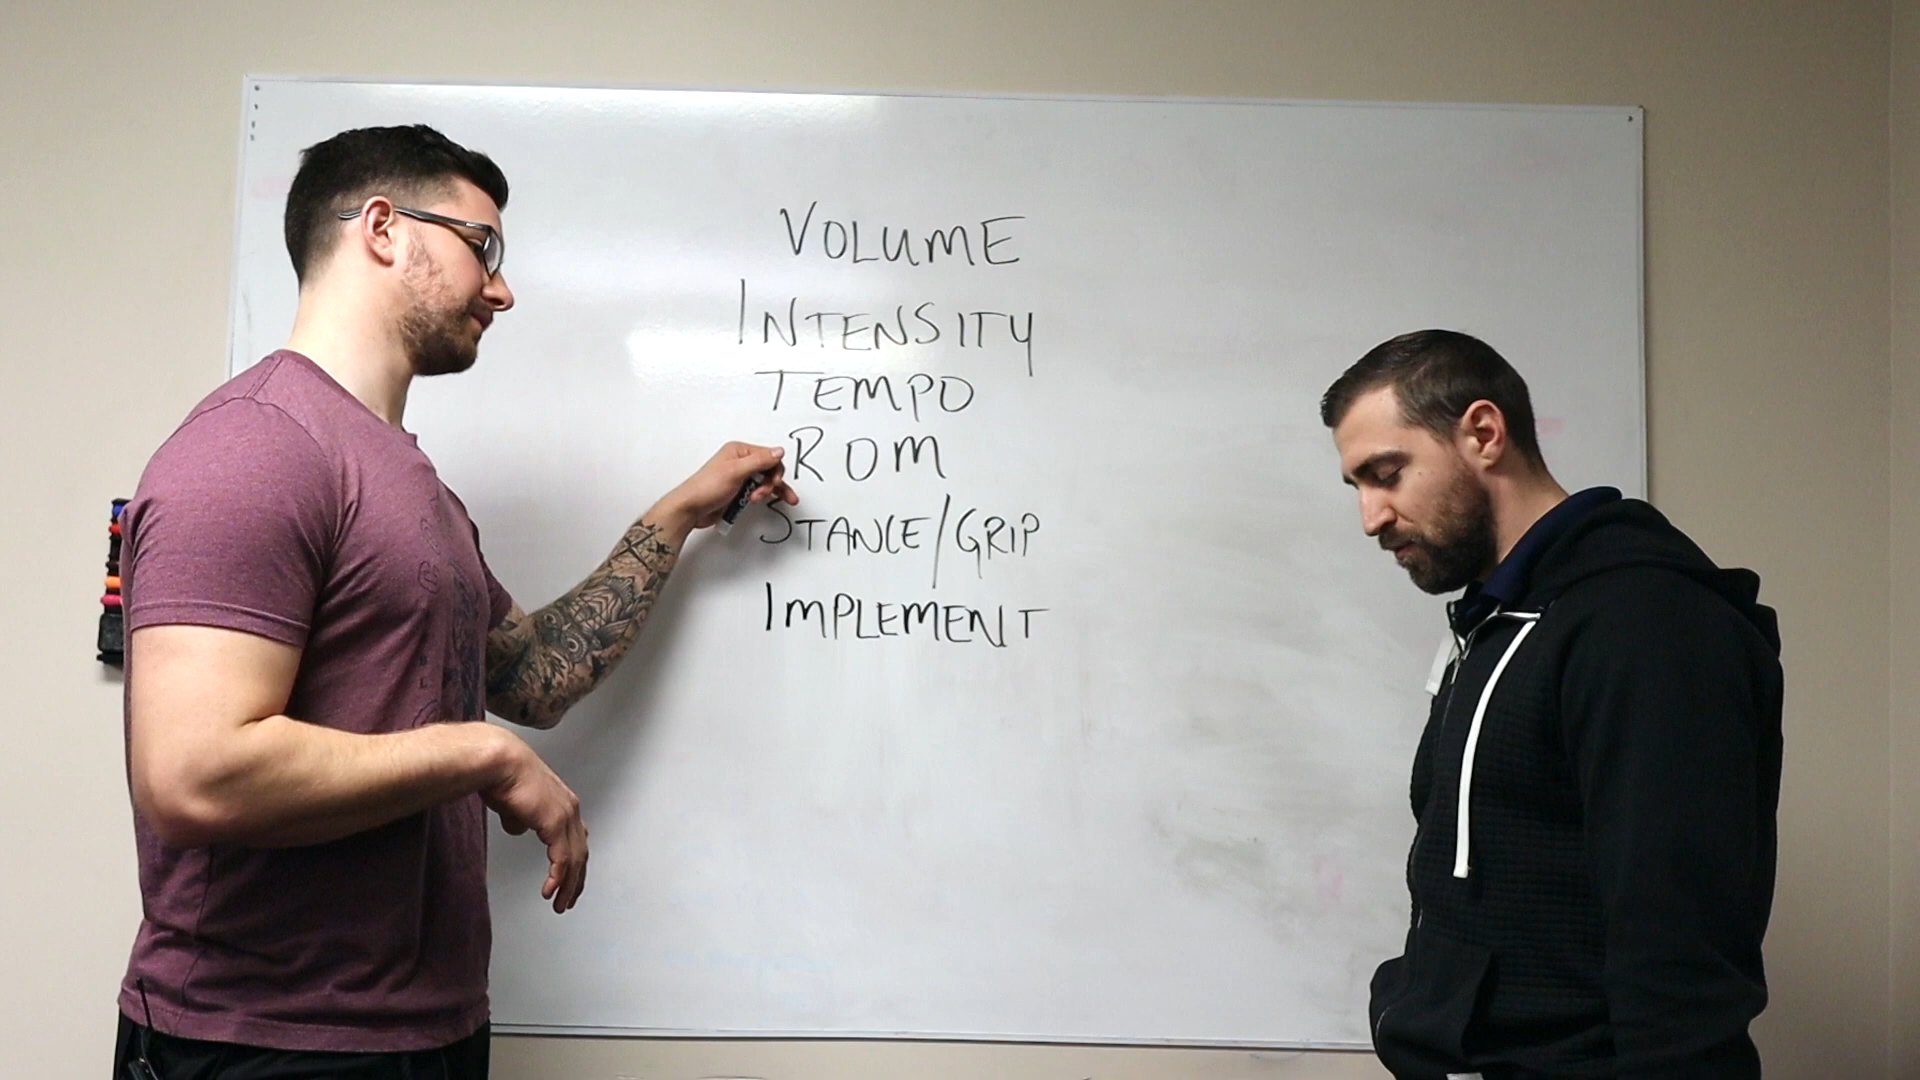 VOLUME
INTENSITY
TEMPO
ROM
STANCE/GRIP
IMPLEMENT